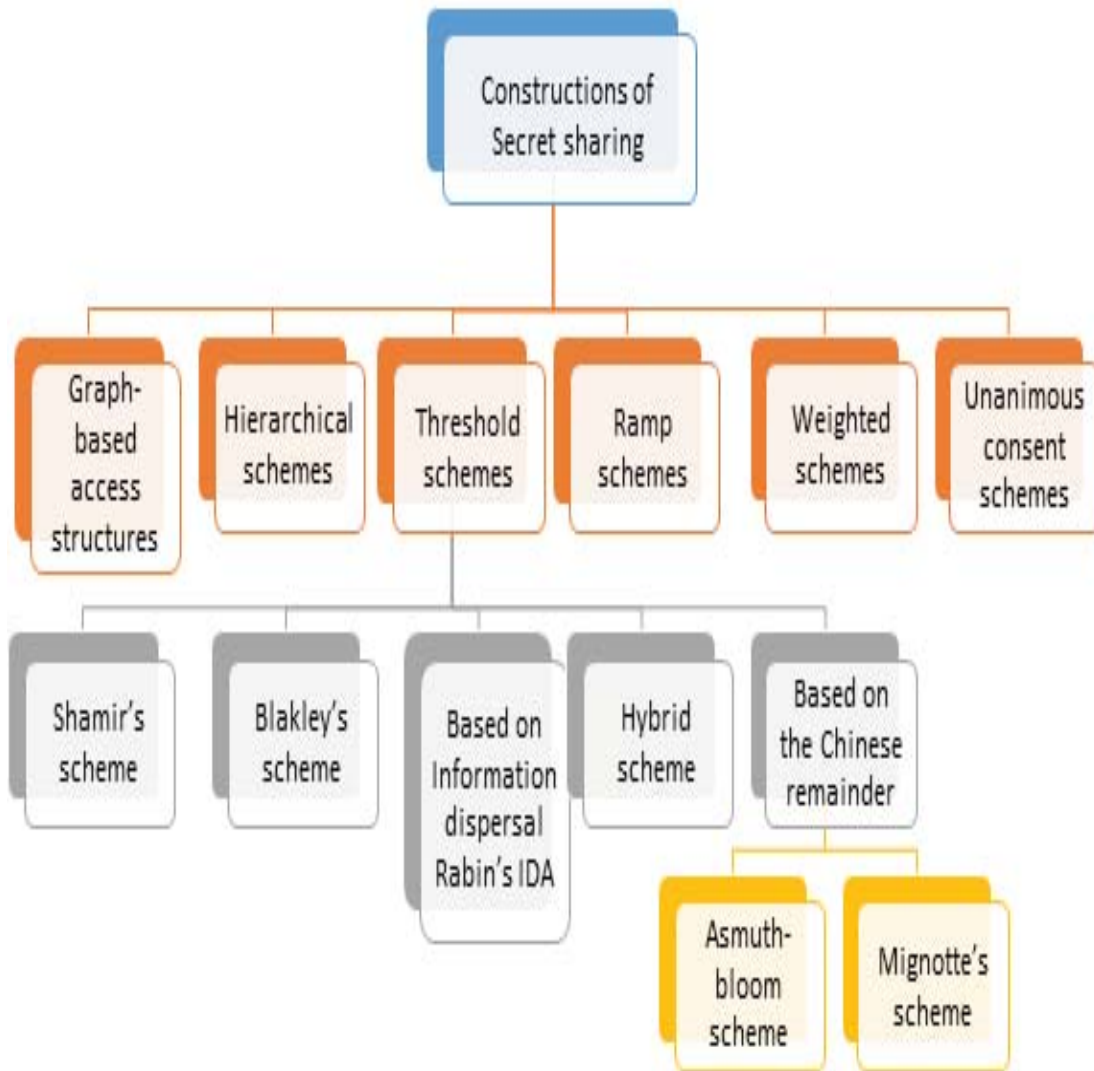 Constructions of
Secret sharing
Graph-
based
access
structures
Hierarchical
schemes
Threshold
schemes
Ramp
schemes
Weighted
schemes
Unanimous
consent
schemes
Shamir's
scheme
Blakley's
scheme
Based on
Information
dispersal
Rabin's IDA
Hybrid
scheme
Based on
the Chinese
remainder
Asmuth-
bloom
scheme
Mignotte's
scheme